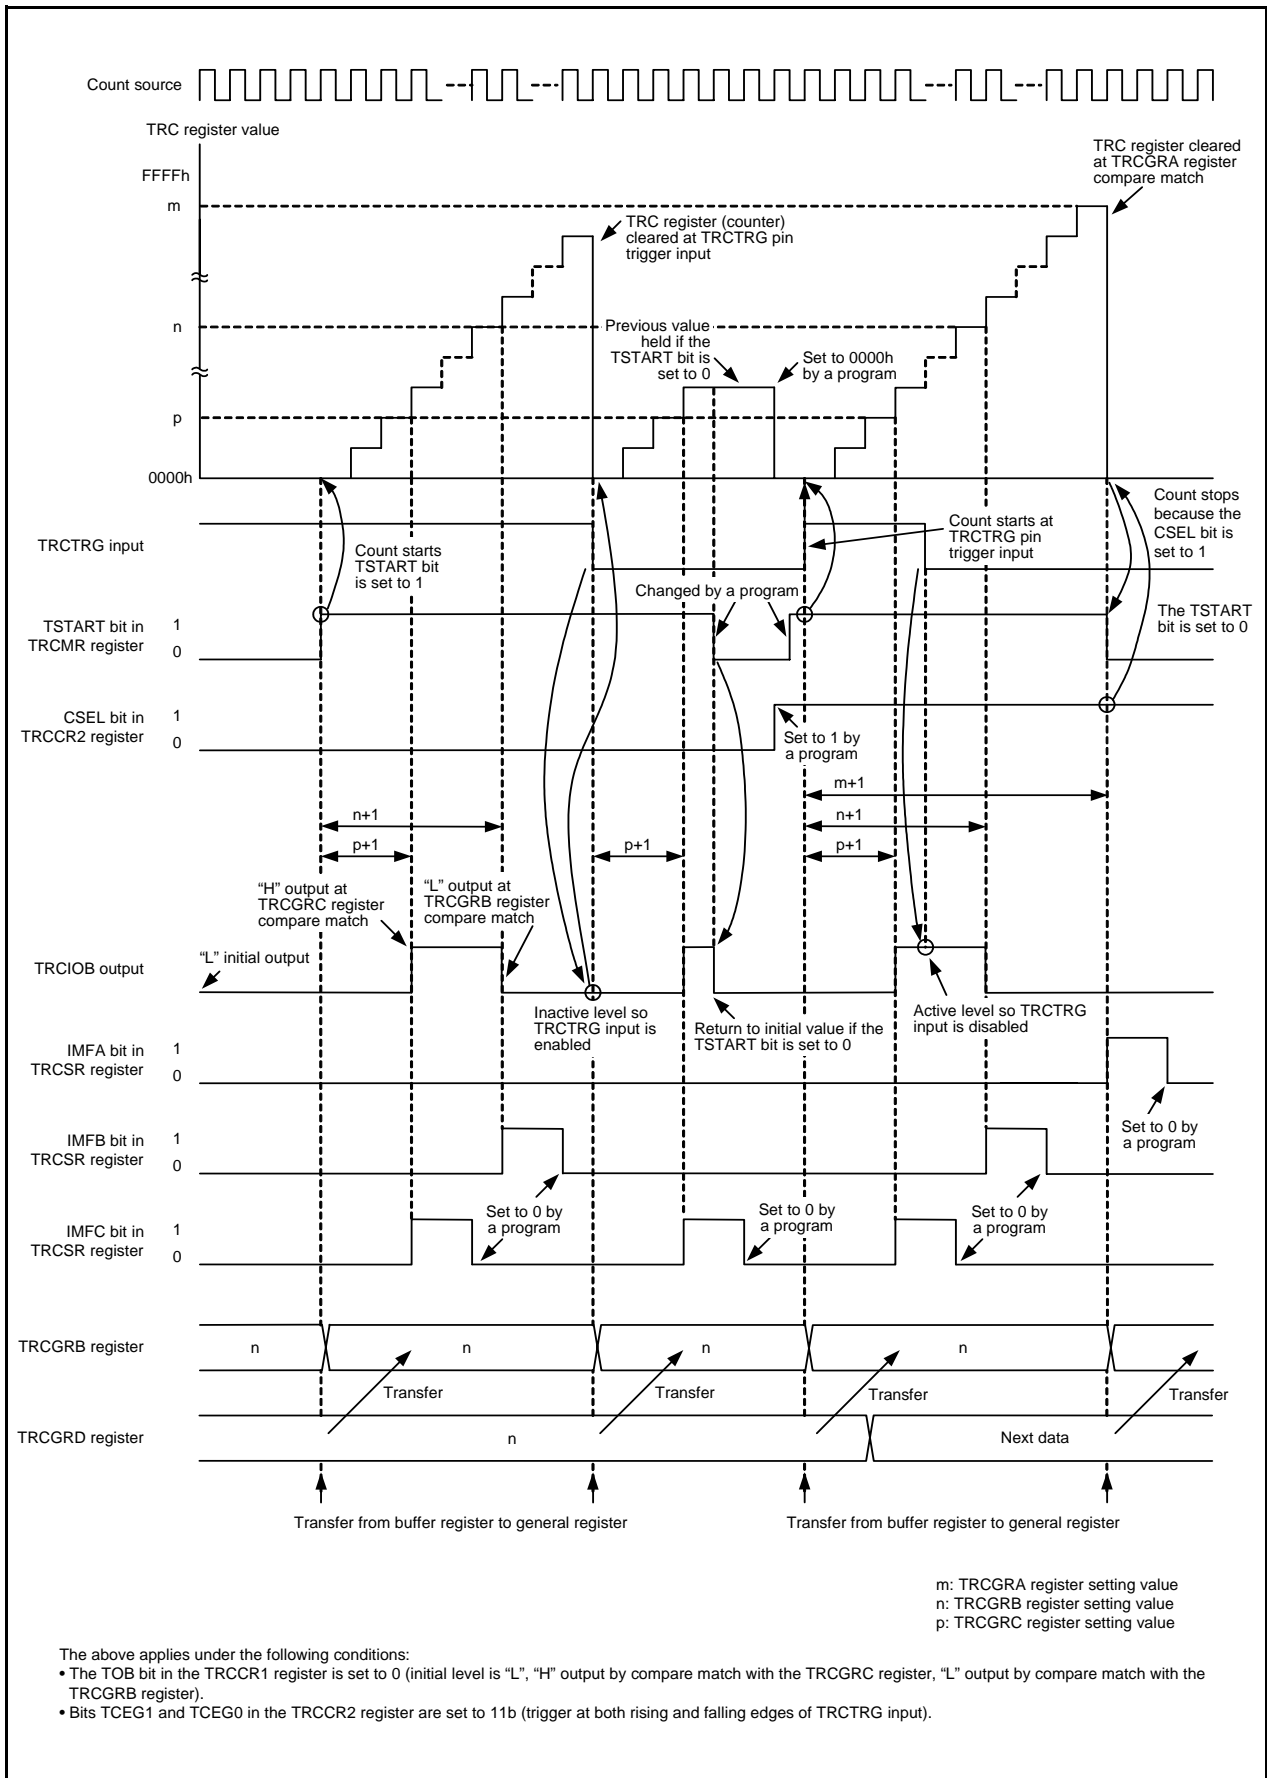 Count source
TRC register value
FFFFh
m
n
p
0000h
TRC register cleared
at TRCGRA register
compare match
TRC register (counter)
cleared at TRCTRG pin
trigger input
Previous value
held if the
TSTART bit is
set to 0
Set to 0000h
by a program
TRCTRG input
Count starts
TSTART bit
is set to 1
Count starts at
TRCTRG pin
trigger input
Count stops
because the
CSEL bit is
set to 1
Changed by a program
TSTART bit in
TRCMR register
1
0
The TSTART
bit is set to 0
CSEL bit in
TRCCR2 register
1
0
Set to 1 by
a program
m+1
n+1
n+1
p+1
p+1
p+1
“H” output at
TRCGRC register
compare match
“L” output at
TRCGRB register
compare match
TRCIOB output
“L” initial output
Inactive level so
TRCTRG input is
enabled
Return to initial value if the
TSTART bit is set to 0
Active level so TRCTRG
input is disabled
IMFA bit in
TRCSR register
1
0
Set to 0 by
a program
IMFB bit in
TRCSR register
1
0
Set to 0 by
a program
Set to 0 by
a program
Set to 0 by
a program
IMFC bit in
TRCSR register
1
0
TRCGRB register
n
n
n
n
Transfer
Transfer
Transfer
Transfer
TRCGRD register
n
Next data
Transfer from buffer register to general register
Transfer from buffer register to general register
m: TRCGRA register setting value
n: TRCGRB register setting value
p: TRCGRC register setting value
The above applies under the following conditions:
• The TOB bit in the TRCCR1 register is set to 0 (initial level is “L”, “H” output by compare match with the TRCGRC register, “L” output by compare match with the
TRCGRB register).
• Bits TCEG1 and TCEG0 in the TRCCR2 register are set to 11b (trigger at both rising and falling edges of TRCTRG input).